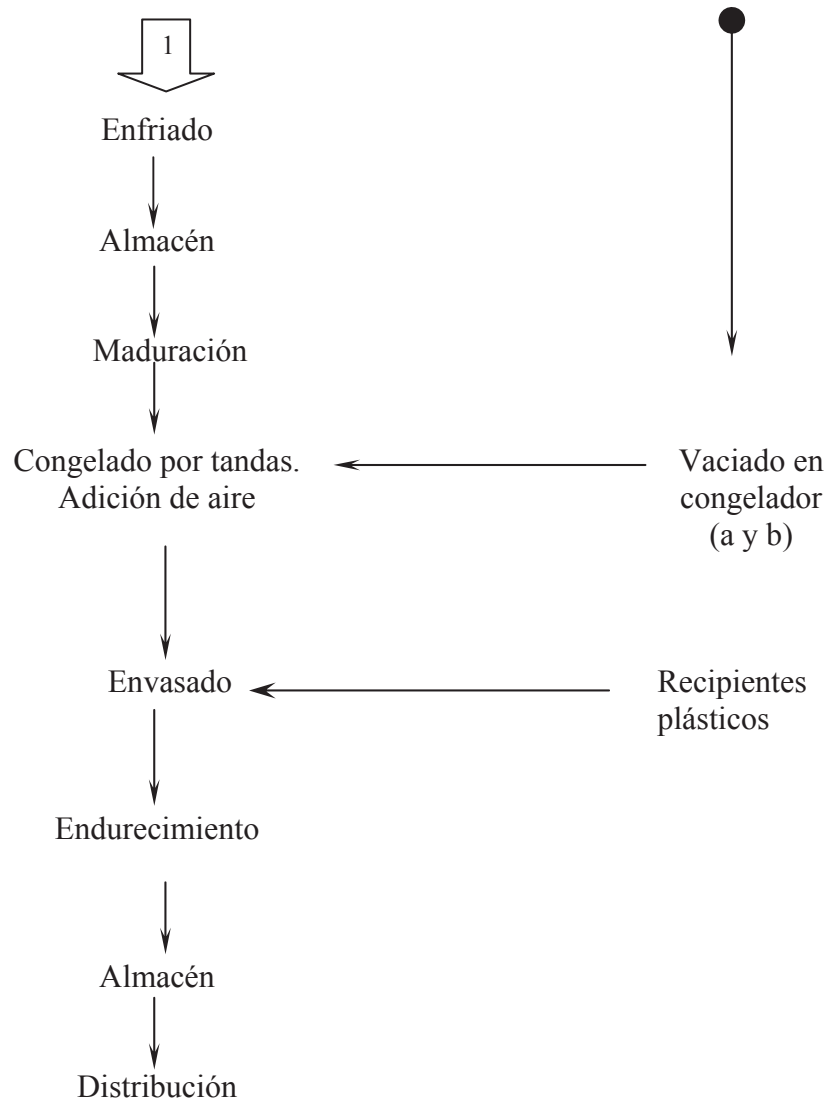 1
Enfriado
Almacén
Maduración
Congelado por tandas.
Adición de aire
Vaciado en
congelador
(a y b)
Envasado
Recipientes
plásticos
Endurecimiento
Almacén
Distribución